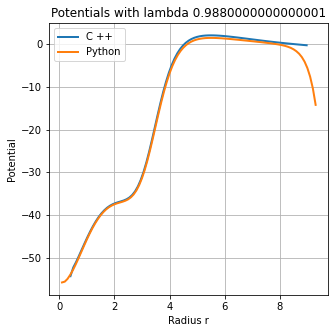 Potentials with lambda 0.9880000000000001
C ++
Python
0
−10
−20
−30
−40
−50
Potential
0 2 4 6 8
Radius r